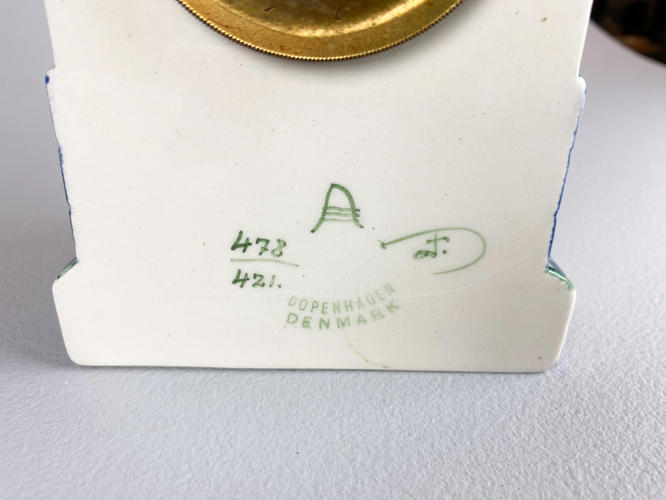 A
478
421.
COPENHAGEN
DENMARK